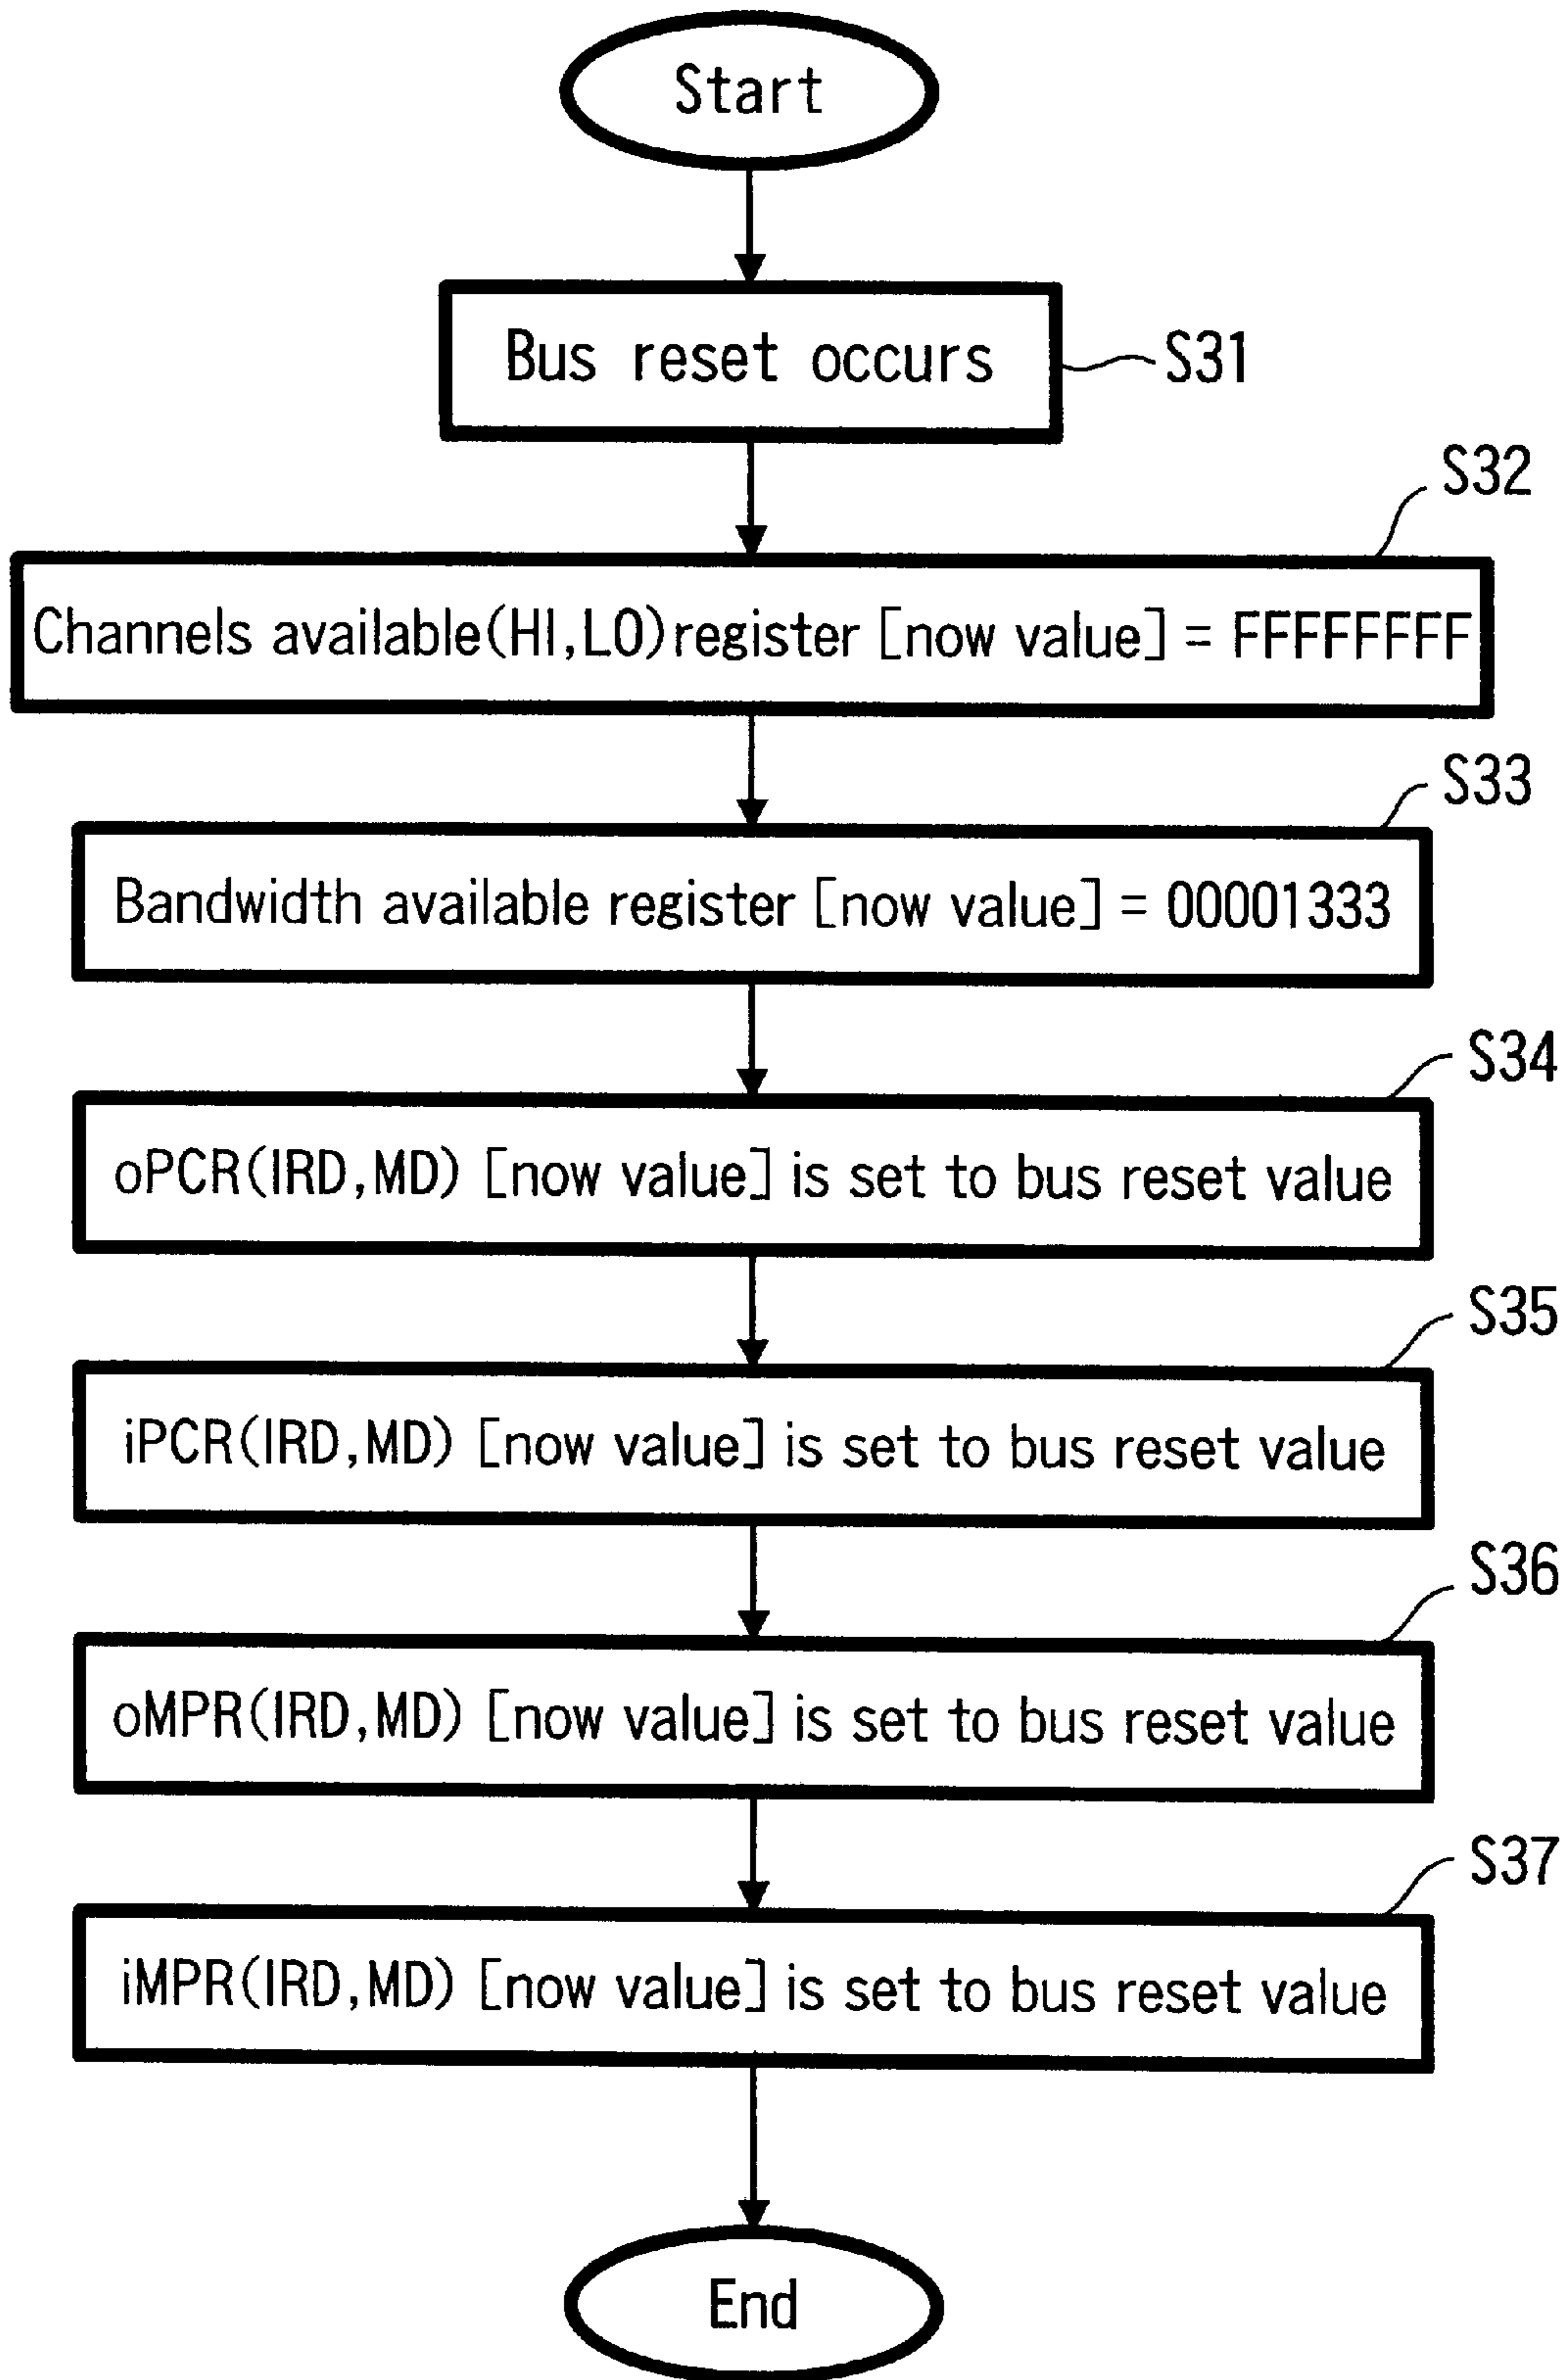 Start
Bus reset occurs
S31
S32
Channels available(HI,LO)register [now value] = FFFFFFFF
S33
Bandwidth available register [now value] = 00001333
S34
oPCR(IRD,MD) [now value] is set to bus reset value
S35
iPCR(IRD,MD) [now value] is set to bus reset value
S36
oMPR(IRD,MD) [now value] is set to bus reset value
S37
iMPR(IRD,MD) [now value] is set to bus reset value
End